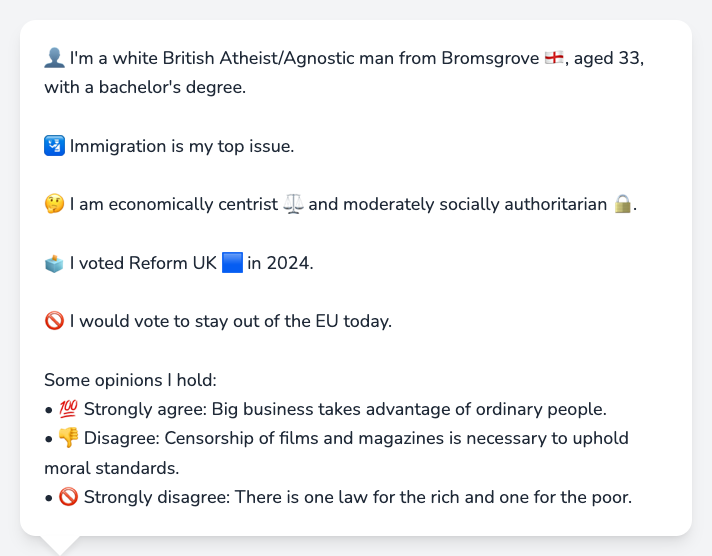 👤 I'm a white British Atheist/Agnostic man from Bromsgrove 🏴󠁧󠁢󠁥󠁮󠁧󠁿, aged 33,
with a bachelor's degree.
🛂 Immigration is my top issue.
🤔 I am economically centrist ⚖️ and moderately socially authoritarian 🔒.
🗳️ I voted Reform UK 🟦 in 2024.
🚫 I would vote to stay out of the EU today.
Some opinions I hold:
• 💯 Strongly agree: Big business takes advantage of ordinary people.
• 👎 Disagree: Censorship of films and magazines is necessary to uphold
moral standards.
• 🚫 Strongly disagree: There is one law for the rich and one for the poor.